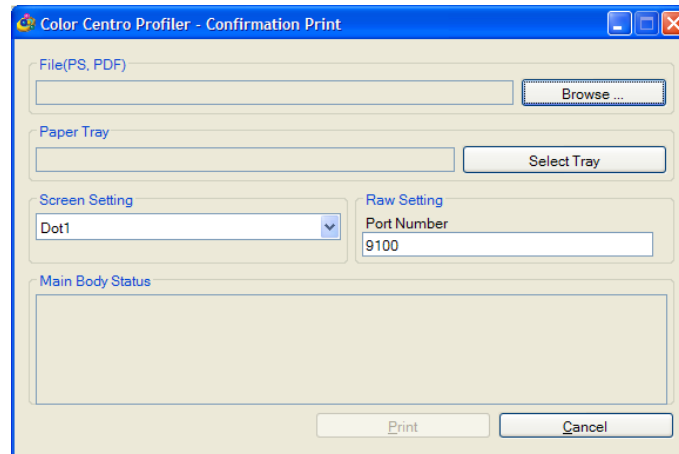 Color Centro Profiler - Confirmation Print
File(PS, PDF)
Browse ...
Paper Tray
Select Tray
Screen Setting
Dot1
Raw Setting
Port Number
9100
Main Body Status
Print
Cancel